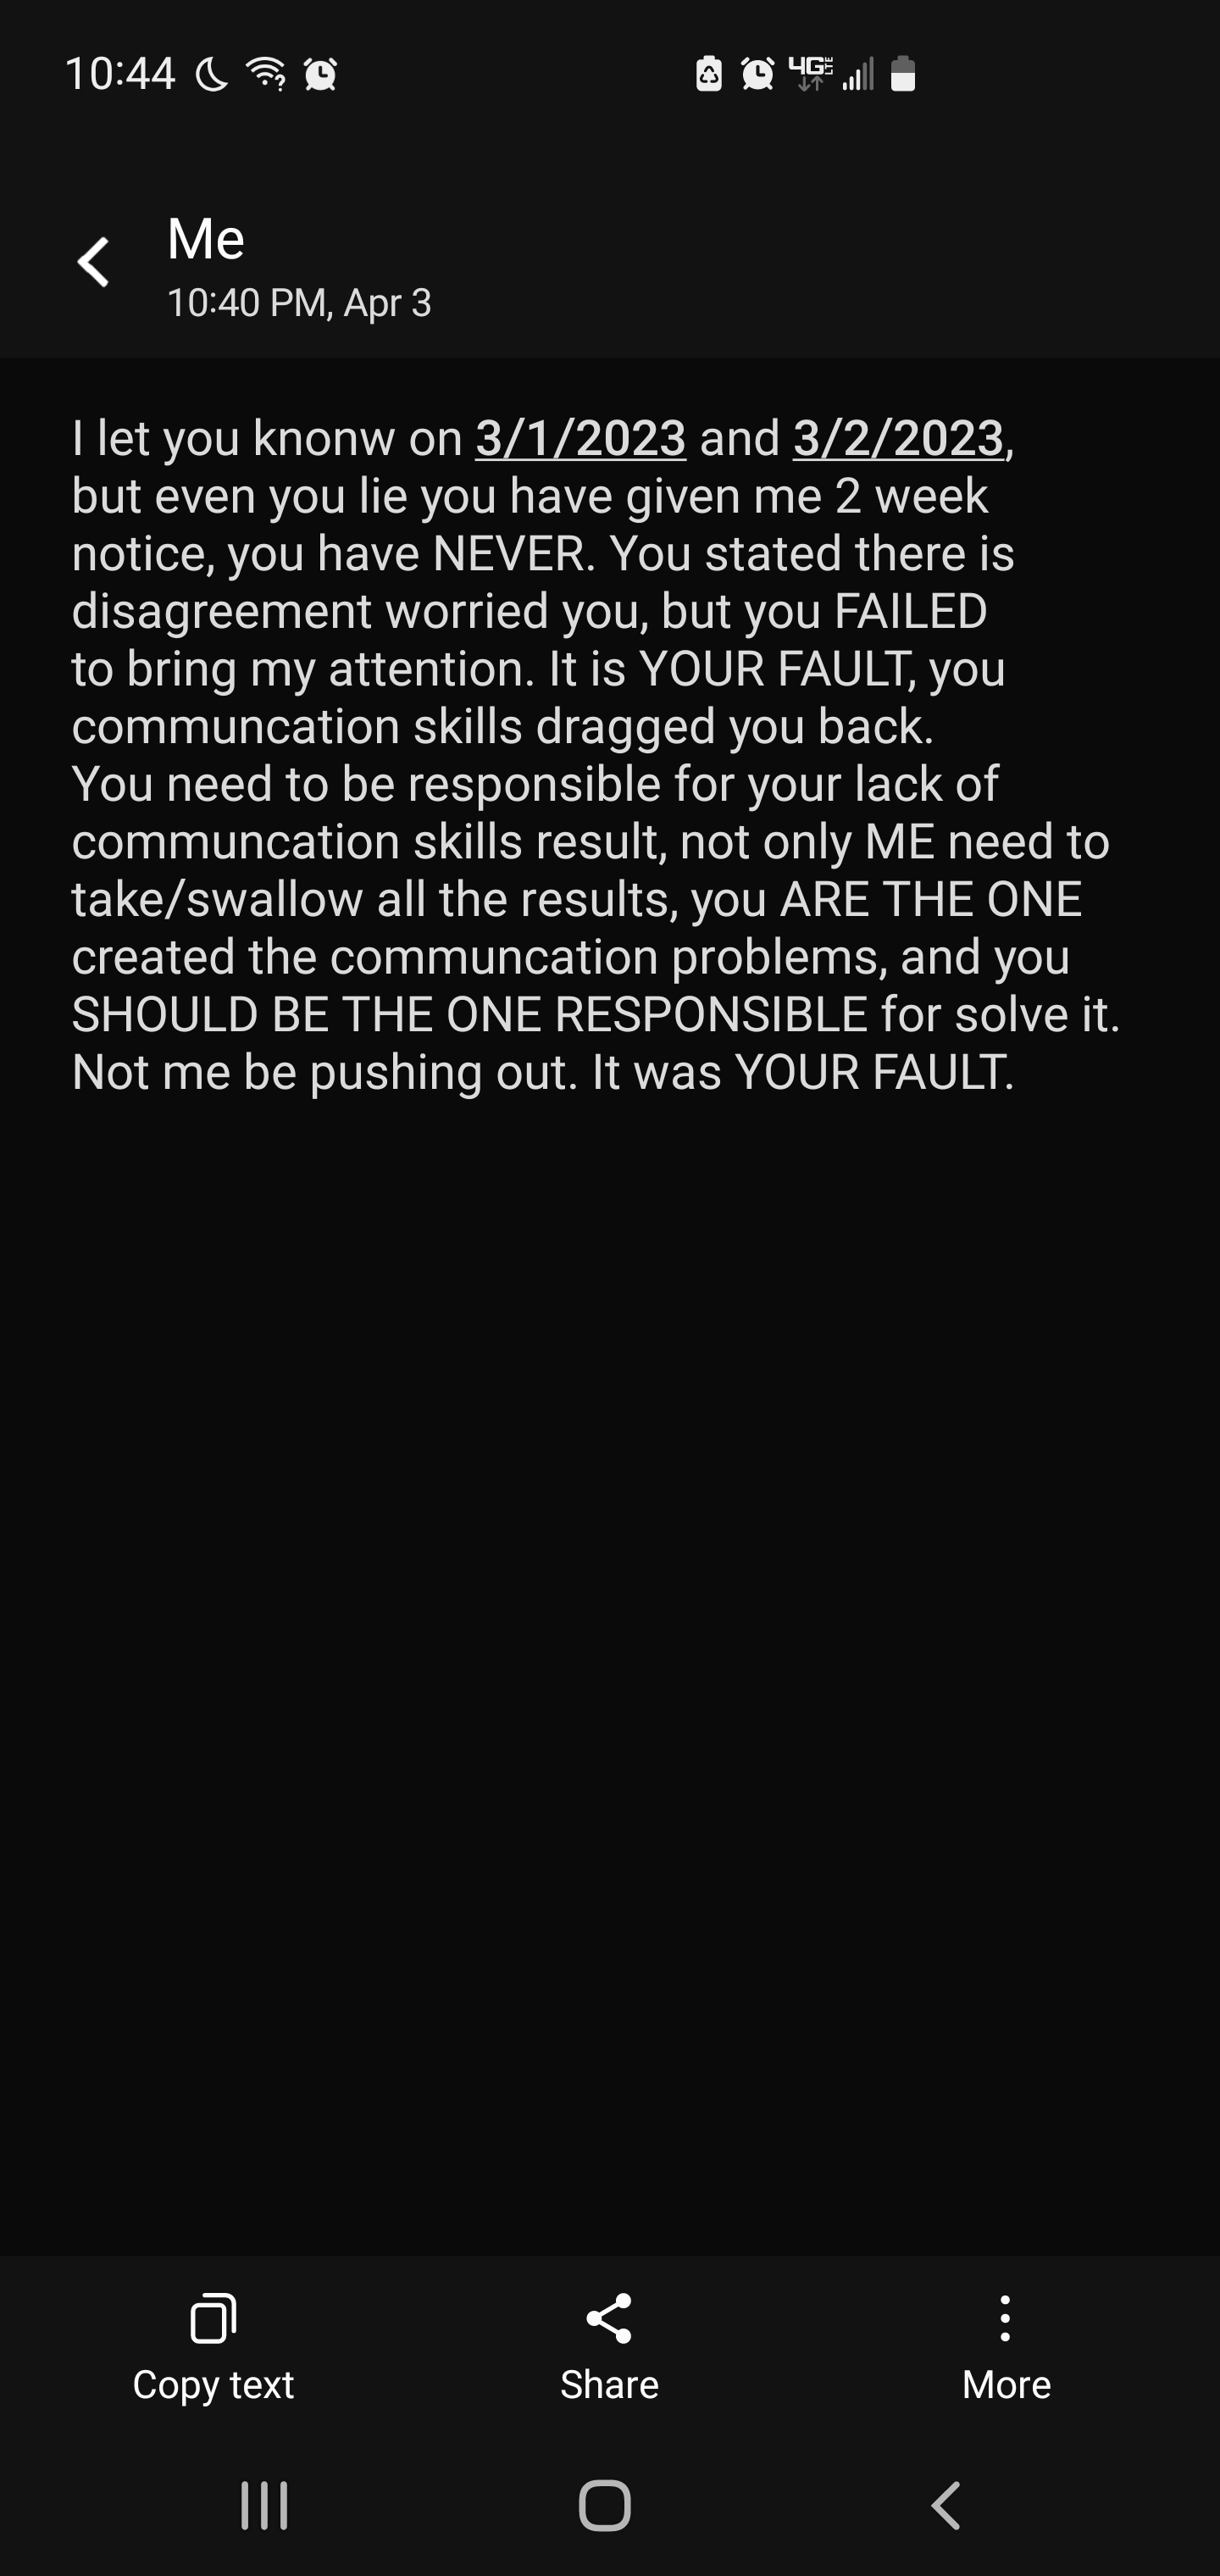 10:44
4G LTE
Me
10:40 PM, Apr 3
I let you knonw on 3/1/2023 and 3/2/2023,
but even you lie you have given me 2 week
notice, you have NEVER. You stated there is
disagreement worried you, but you FAILED
to bring my attention. It is YOUR FAULT, you
communcation skills dragged you back.
You need to be responsible for your lack of
communcation skills result, not only ME need to
take/swallow all the results, you ARE THE ONE
created the communcation problems, and you
SHOULD BE THE ONE RESPONSIBLE for solve it.
Not me be pushing out. It was YOUR FAULT.
Copy text
Share
More